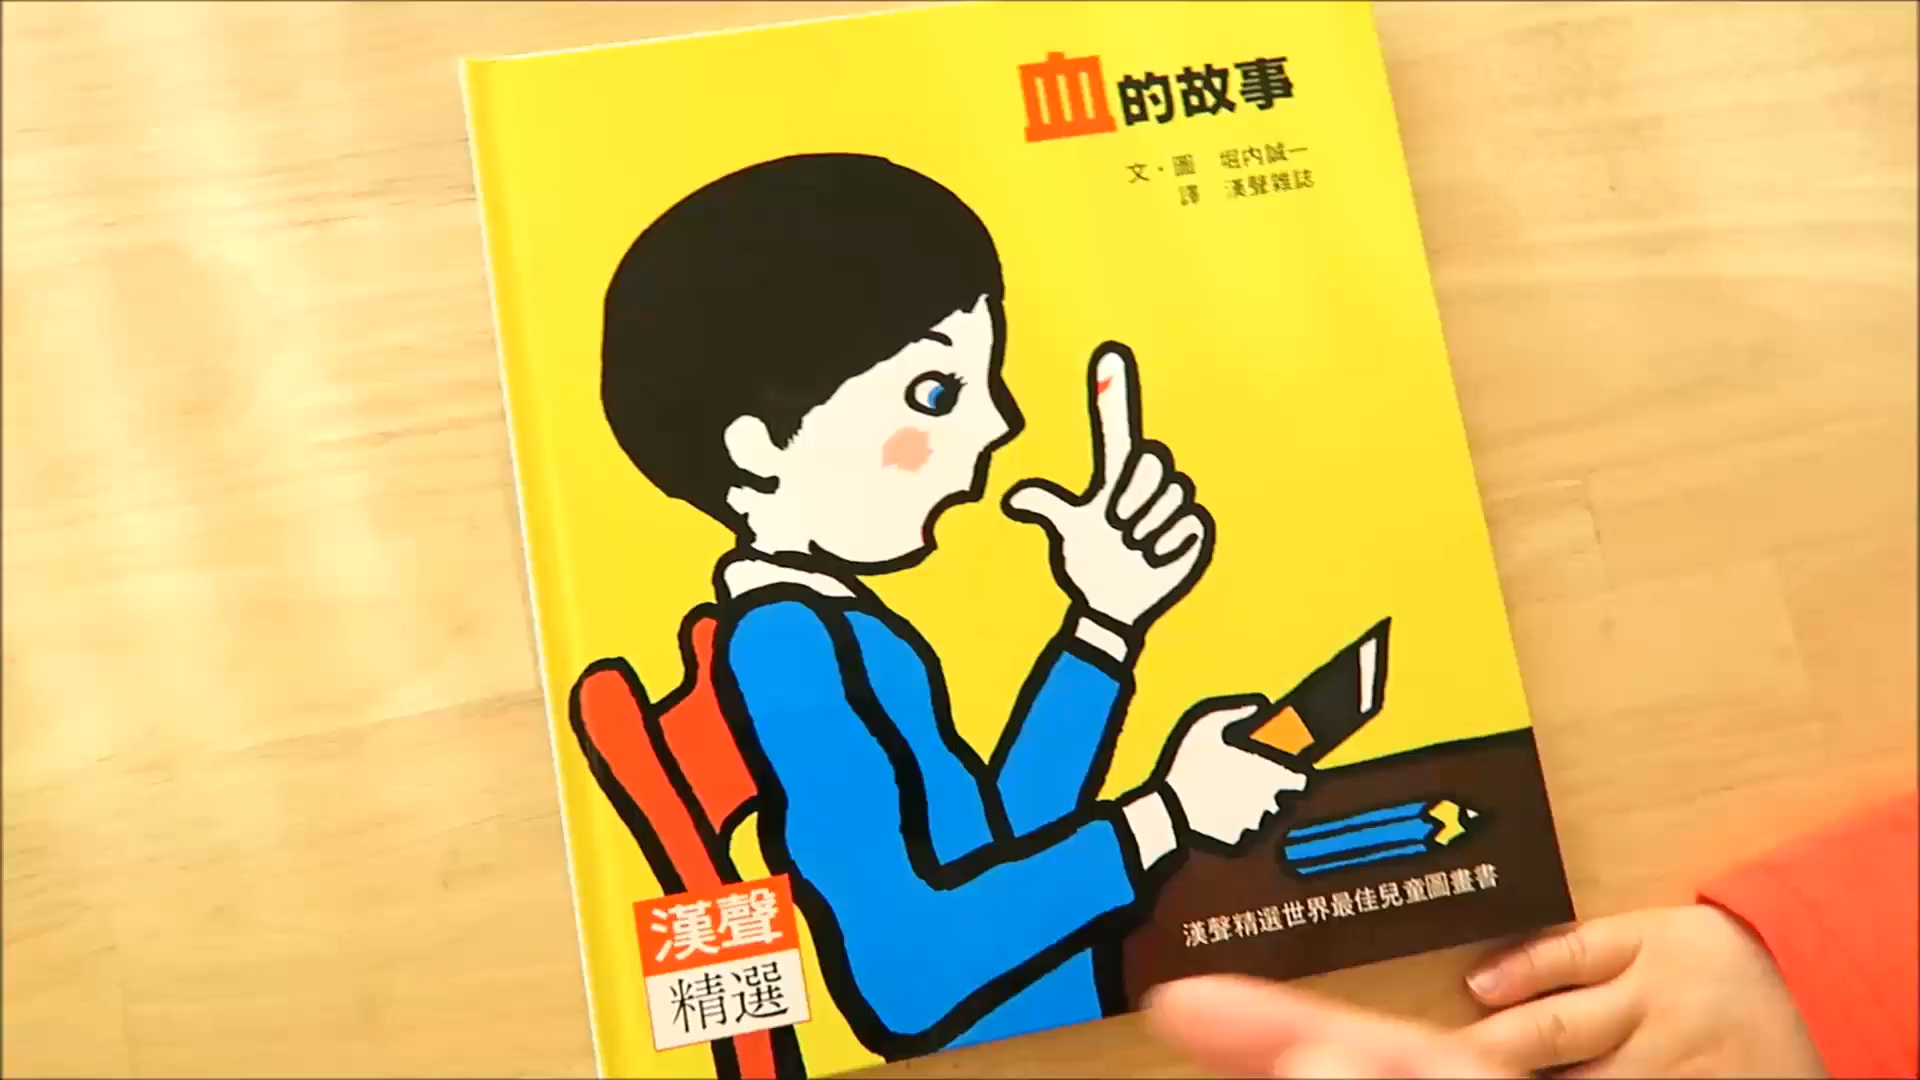 血的故事
文・圖 堀内誠一
譯 漢聲雜誌
漢聲精選世界最佳兒童圖畫書
漢聲
精選